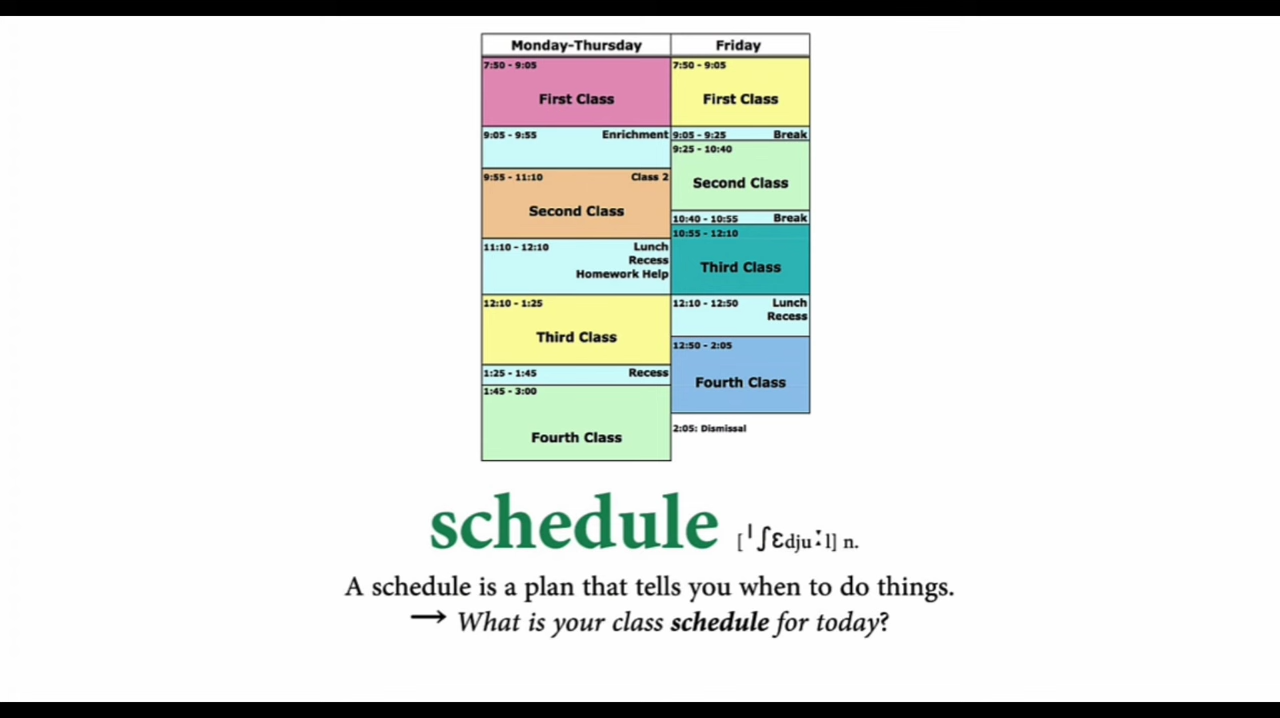 Monday-Thursday
7:50 - 9:05
First Class
9:05 - 9:55 Enrichment
9:55 - 11:10 Class 2
Second Class
11:10 - 12:10 Lunch
Recess
Homework Help
12:10 - 1:25
Third Class
1:25 - 1:45 Recess
1:45 - 3:00
Fourth Class
Friday
7:50 - 9:05
First Class
9:05 - 9:25 Break
9:25 - 10:40
Second Class
10:40 - 10:55 Break
10:55 - 12:10
Third Class
12:10 - 12:50 Lunch
Recess
12:50 - 2:05
Fourth Class
2:05: Dismissal
schedule [ˈʃɛdjuːl] n.
A schedule is a plan that tells you when to do things.
→ What is your class schedule for today?